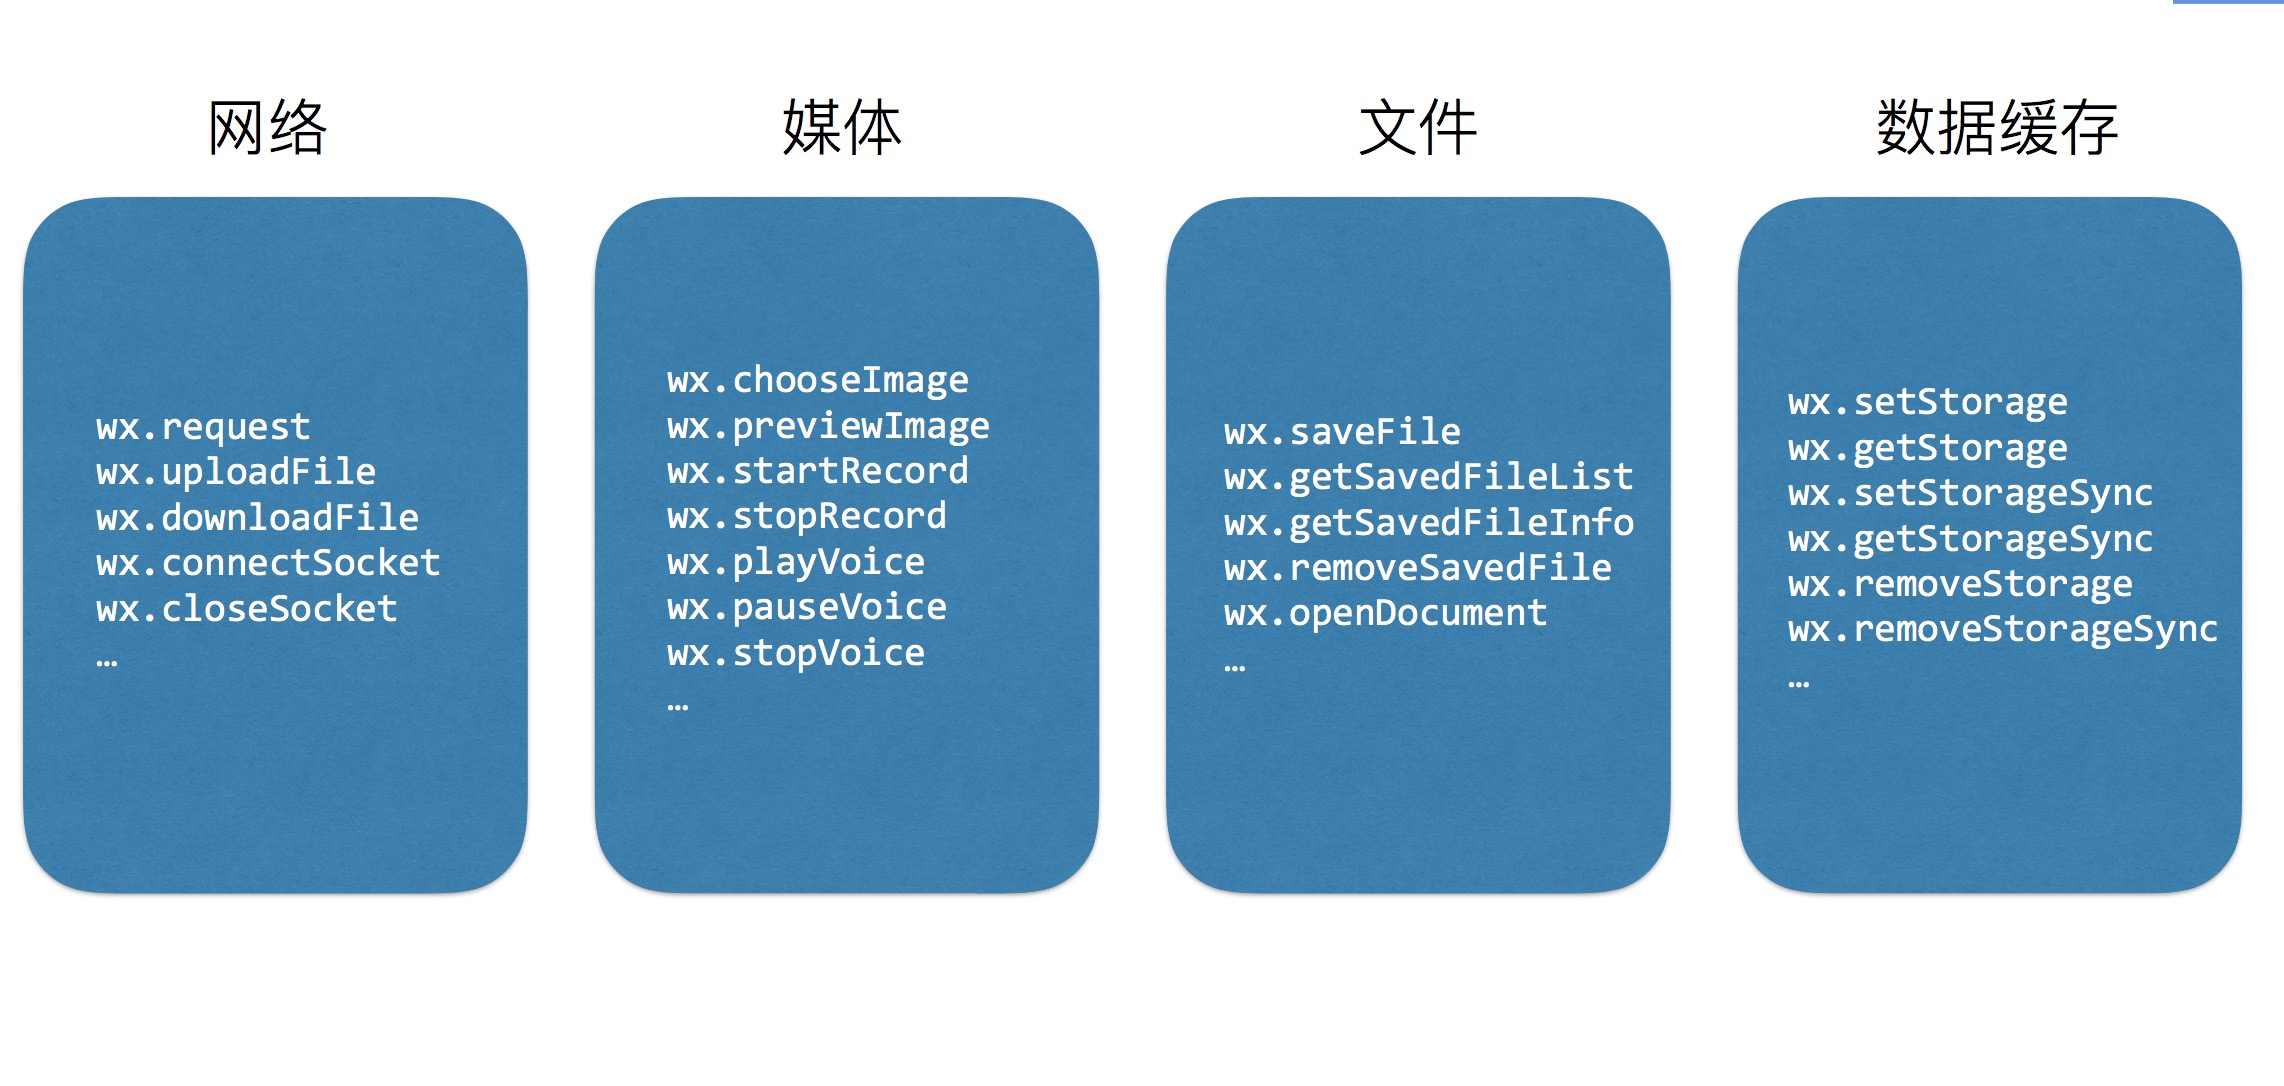 网络
wx.request
wx.uploadFile
wx.downloadFile
wx.connectSocket
wx.closeSocket
…
媒体
wx.chooseImage
wx.previewImage
wx.startRecord
wx.stopRecord
wx.playVoice
wx.pauseVoice
wx.stopVoice
…
文件
wx.saveFile
wx.getSavedFileList
wx.getSavedFileInfo
wx.removeSavedFile
wx.openDocument
…
数据缓存
wx.setStorage
wx.getStorage
wx.setStorageSync
wx.getStorageSync
wx.removeStorage
wx.removeStorageSync
…